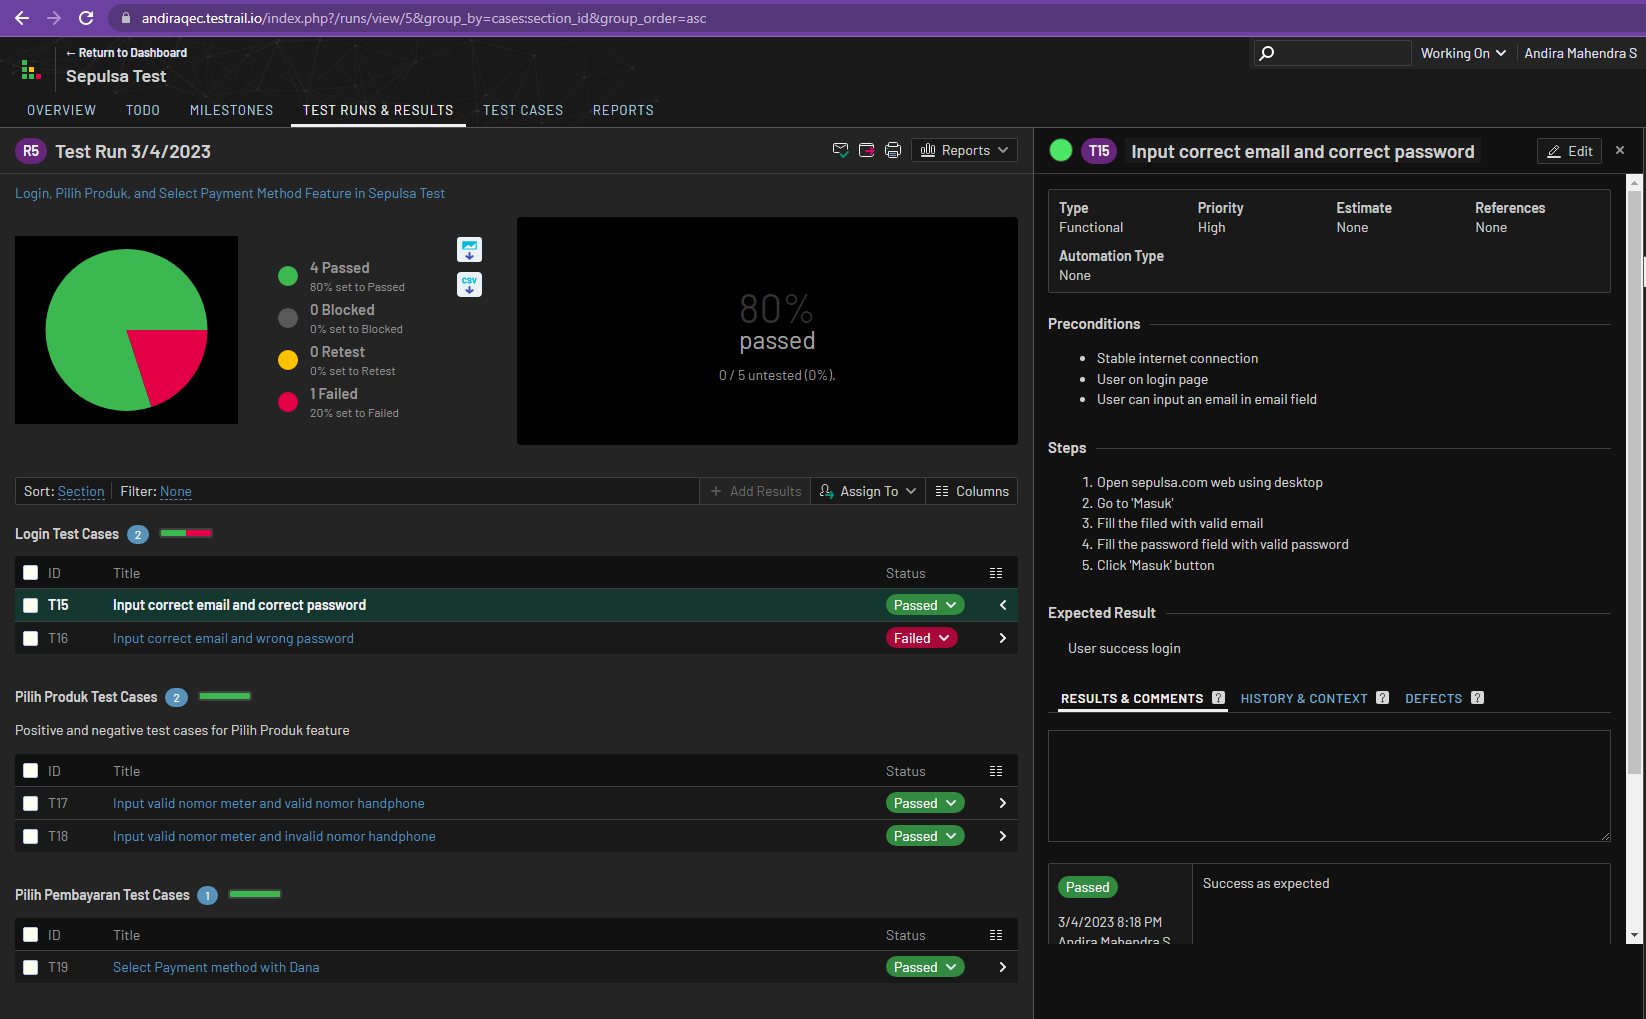 andiraqec.testrail.io/index.php?/runs/view/5&group_by=cases:section_id&group_order=asc
← Return to Dashboard
Sepulsa Test
Working On
Andira Mahendra S
OVERVIEW TODO MILESTONES TEST RUNS & RESULTS TEST CASES REPORTS
R5 Test Run 3/4/2023
Reports
Login, Pilih Produk, and Select Payment Method Feature in Sepulsa Test
4 Passed
80% set to Passed
0 Blocked
0% set to Blocked
0 Retest
0% set to Retest
1 Failed
20% set to Failed
CSV
80%
passed
0 / 5 untested (0%).
Sort: Section Filter: None
+ Add Results Assign To Columns
Login Test Cases 2
ID Title Status
T15 Input correct email and correct password Passed
T16 Input correct email and wrong password Failed
Pilih Produk Test Cases 2
Positive and negative test cases for Pilih Produk feature
ID Title Status
T17 Input valid nomor meter and valid nomor handphone Passed
T18 Input valid nomor meter and invalid nomor handphone Passed
Pilih Pembayaran Test Cases 1
ID Title Status
T19 Select Payment method with Dana Passed
T15 Input correct email and correct password
Edit
Type Priority Estimate References
Functional High None None
Automation Type
None
Preconditions
Stable internet connection
User on login page
User can input an email in email field
Steps
1. Open sepulsa.com web using desktop
2. Go to 'Masuk'
3. Fill the filed with valid email
4. Fill the password field with valid password
5. Click 'Masuk' button
Expected Result
User success login
RESULTS & COMMENTS ? HISTORY & CONTEXT ? DEFECTS ?
Passed Success as expected
3/4/2023 8:18 PM
Andira Mahendra S